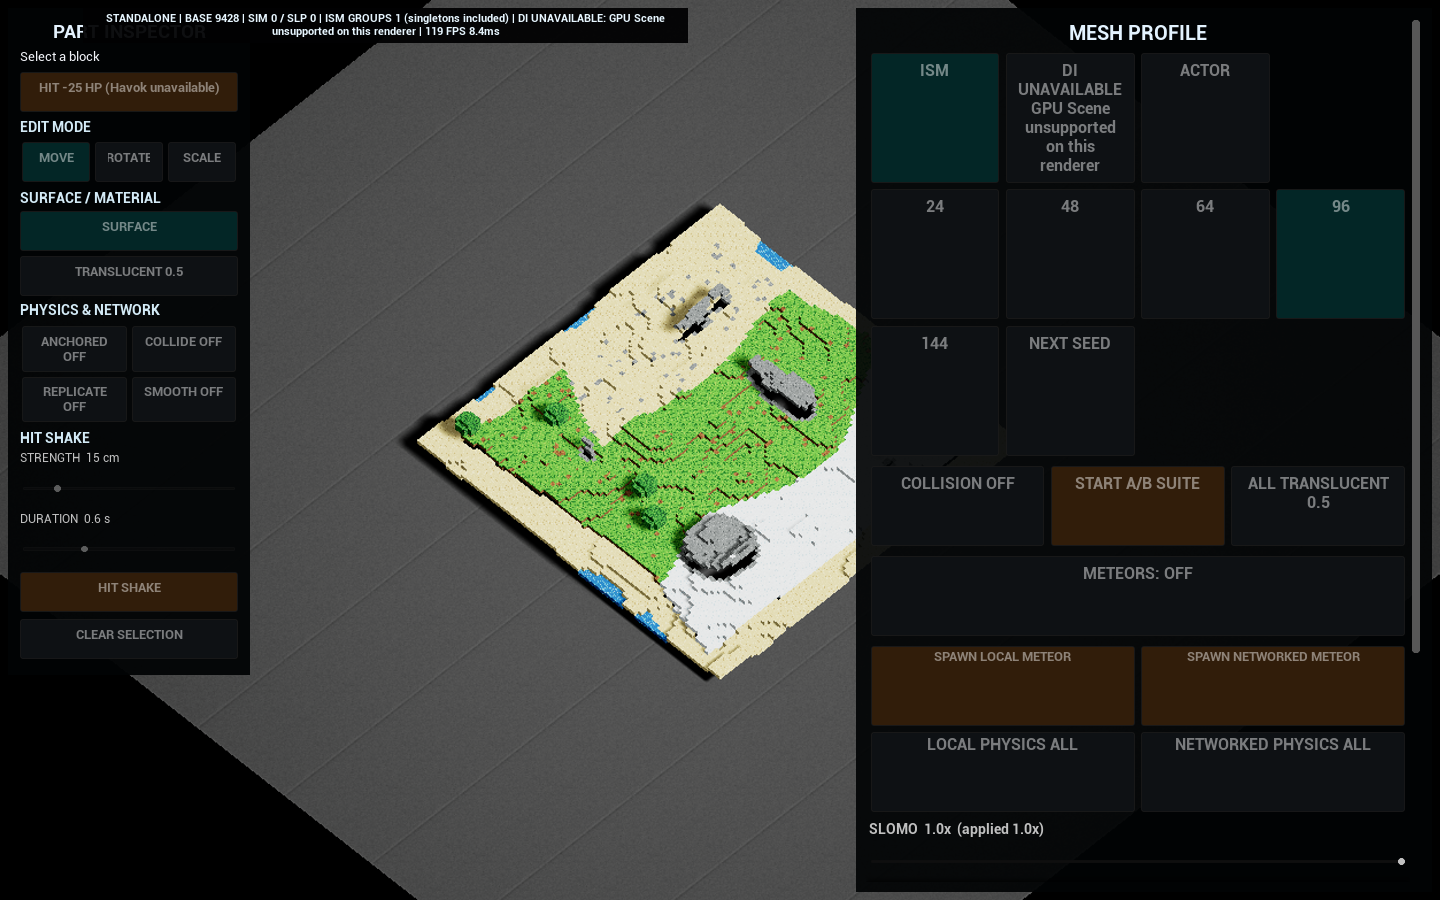 STANDALONE | BASE 9428 | SIM 0 / SLP 0 | ISM GROUPS 1 (singletons included) | DI UNAVAILABLE: GPU Scene
unsupported on this renderer | 119 FPS 8.4ms
PART INSPECTOR
Select a block
HIT -25 HP (Havok unavailable)
EDIT MODE
MOVE
ROTATE
SCALE
SURFACE / MATERIAL
SURFACE
TRANSLUCENT 0.5
PHYSICS & NETWORK
ANCHORED
OFF
COLLIDE OFF
REPLICATE
OFF
SMOOTH OFF
HIT SHAKE
STRENGTH 15 cm
DURATION 0.6 s
HIT SHAKE
CLEAR SELECTION
MESH PROFILE
ISM
DI
UNAVAILABLE
GPU Scene
unsupported
on this
renderer
ACTOR
24
48
64
96
144
NEXT SEED
COLLISION OFF
START A/B SUITE
ALL TRANSLUCENT
0.5
METEORS: OFF
SPAWN LOCAL METEOR
SPAWN NETWORKED METEOR
LOCAL PHYSICS ALL
NETWORKED PHYSICS ALL
SLOMO 1.0x (applied 1.0x)